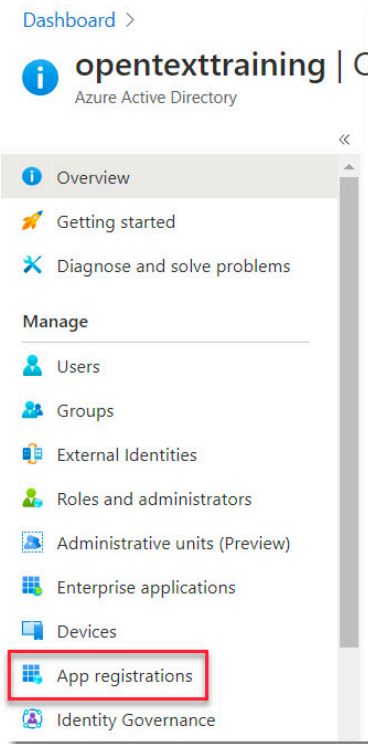 Dashboard >
opentexttraining |
Azure Active Directory
«
Overview
Getting started
Diagnose and solve problems
Manage
Users
Groups
External Identities
Roles and administrators
Administrative units (Preview)
Enterprise applications
Devices
App registrations
Identity Governance